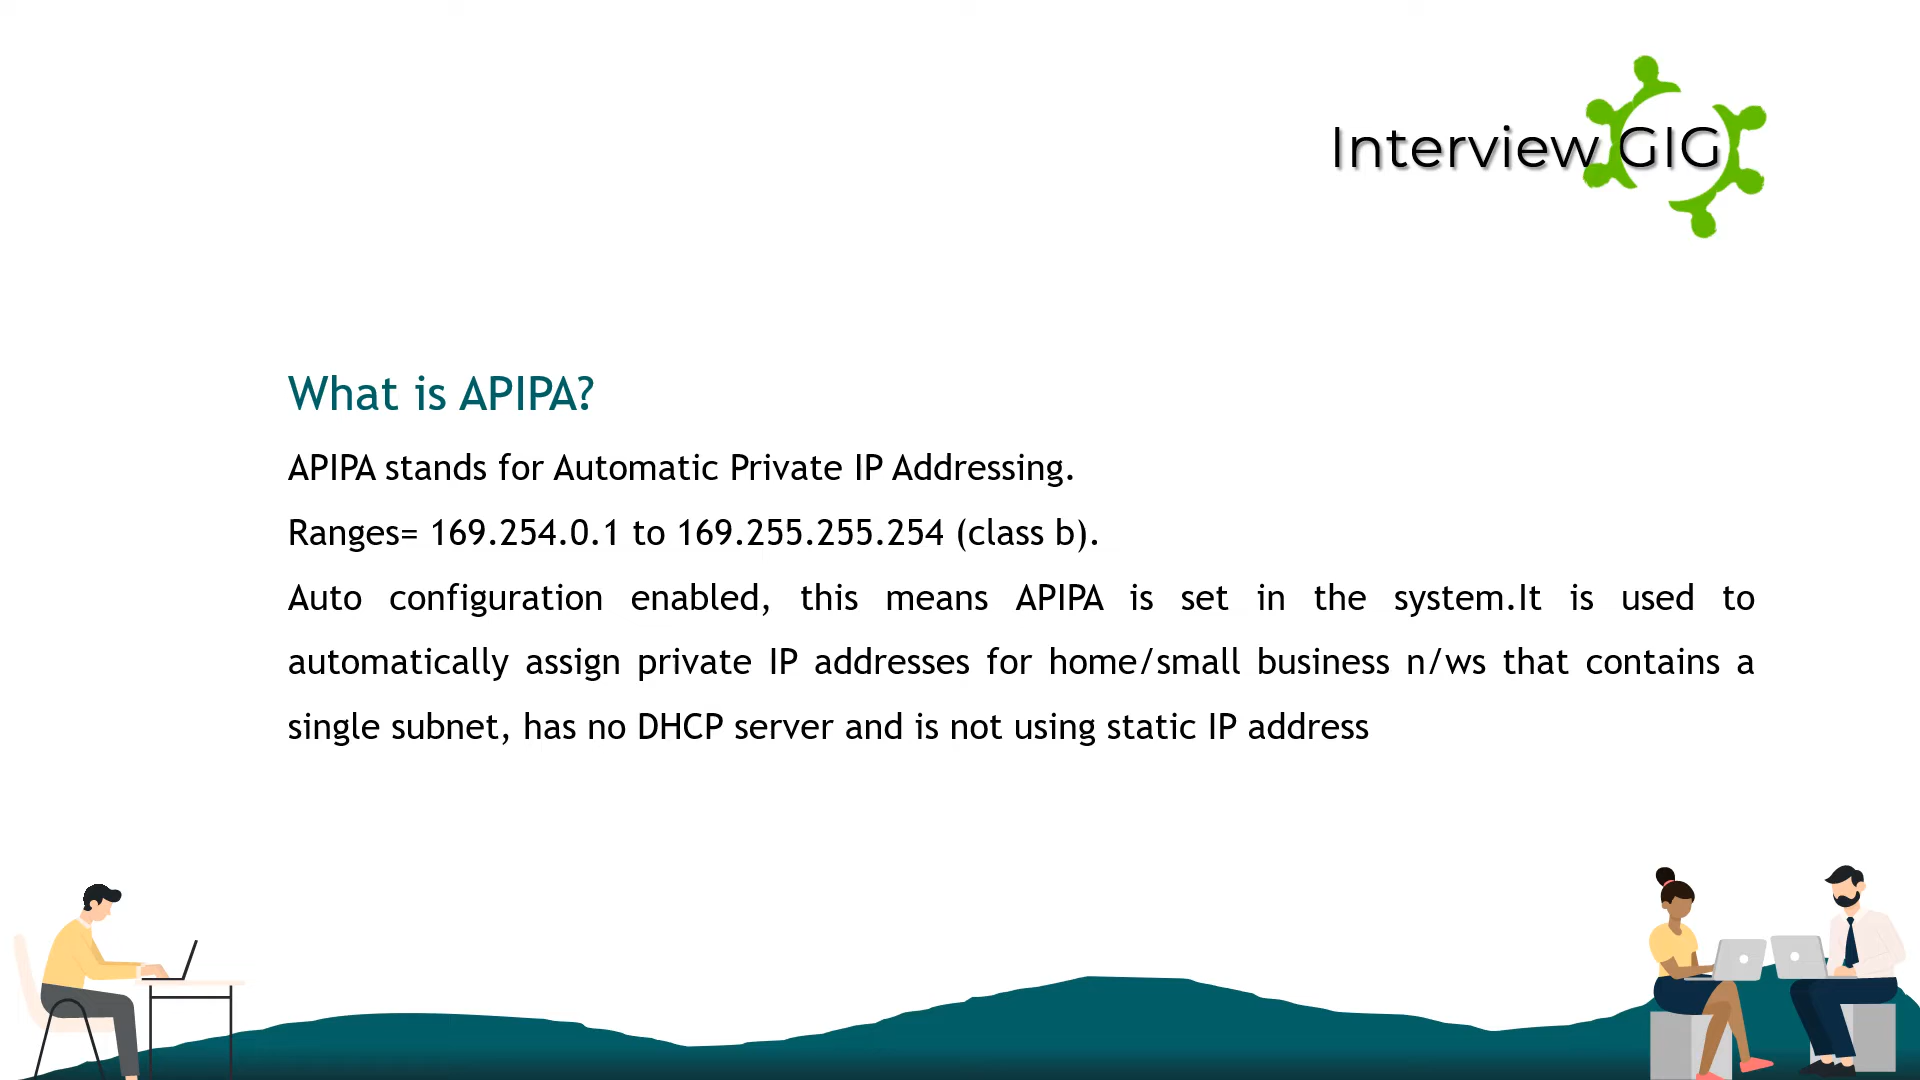 Interview GIG
What is APIPA?
APIPA stands for Automatic Private IP Addressing.
Ranges= 169.254.0.1 to 169.255.255.254 (class b).
Auto configuration enabled, this means APIPA is set in the system.It is used to
automatically assign private IP addresses for home/small business n/ws that contains a
single subnet, has no DHCP server and is not using static IP address